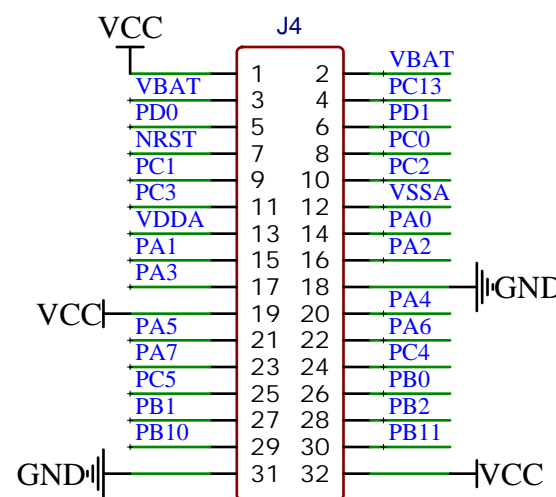 J4
VCC
1 2 VBAT
VBAT 3 4 PC13
PD0 5 6 PD1
NRST 7 8 PC0
PC1 9 10 PC2
PC3 11 12 VSSA
VDDA 13 14 PA0
PA1 15 16 PA2
PA3 17 18 GND
VCC 19 20 PA4
PA5 21 22 PA6
PA7 23 24 PC4
PC5 25 26 PB0
PB1 27 28 PB2
PB10 29 30 PB11
GND 31 32 VCC